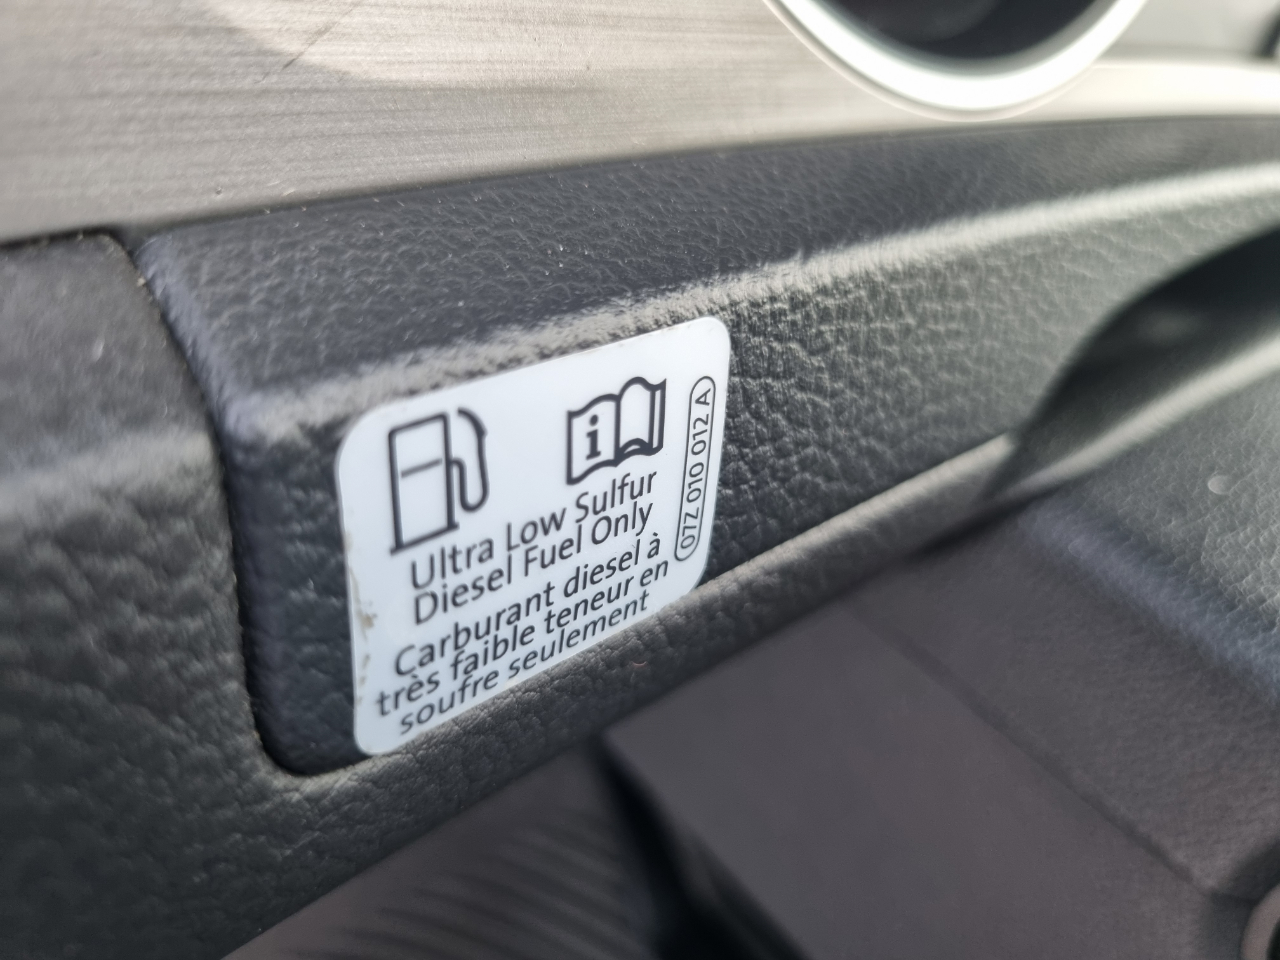 Ultra Low Sulfur
Diesel Fuel Only
Carburant diesel à
très faible teneur en
soufre seulement
07Z 010 012 A